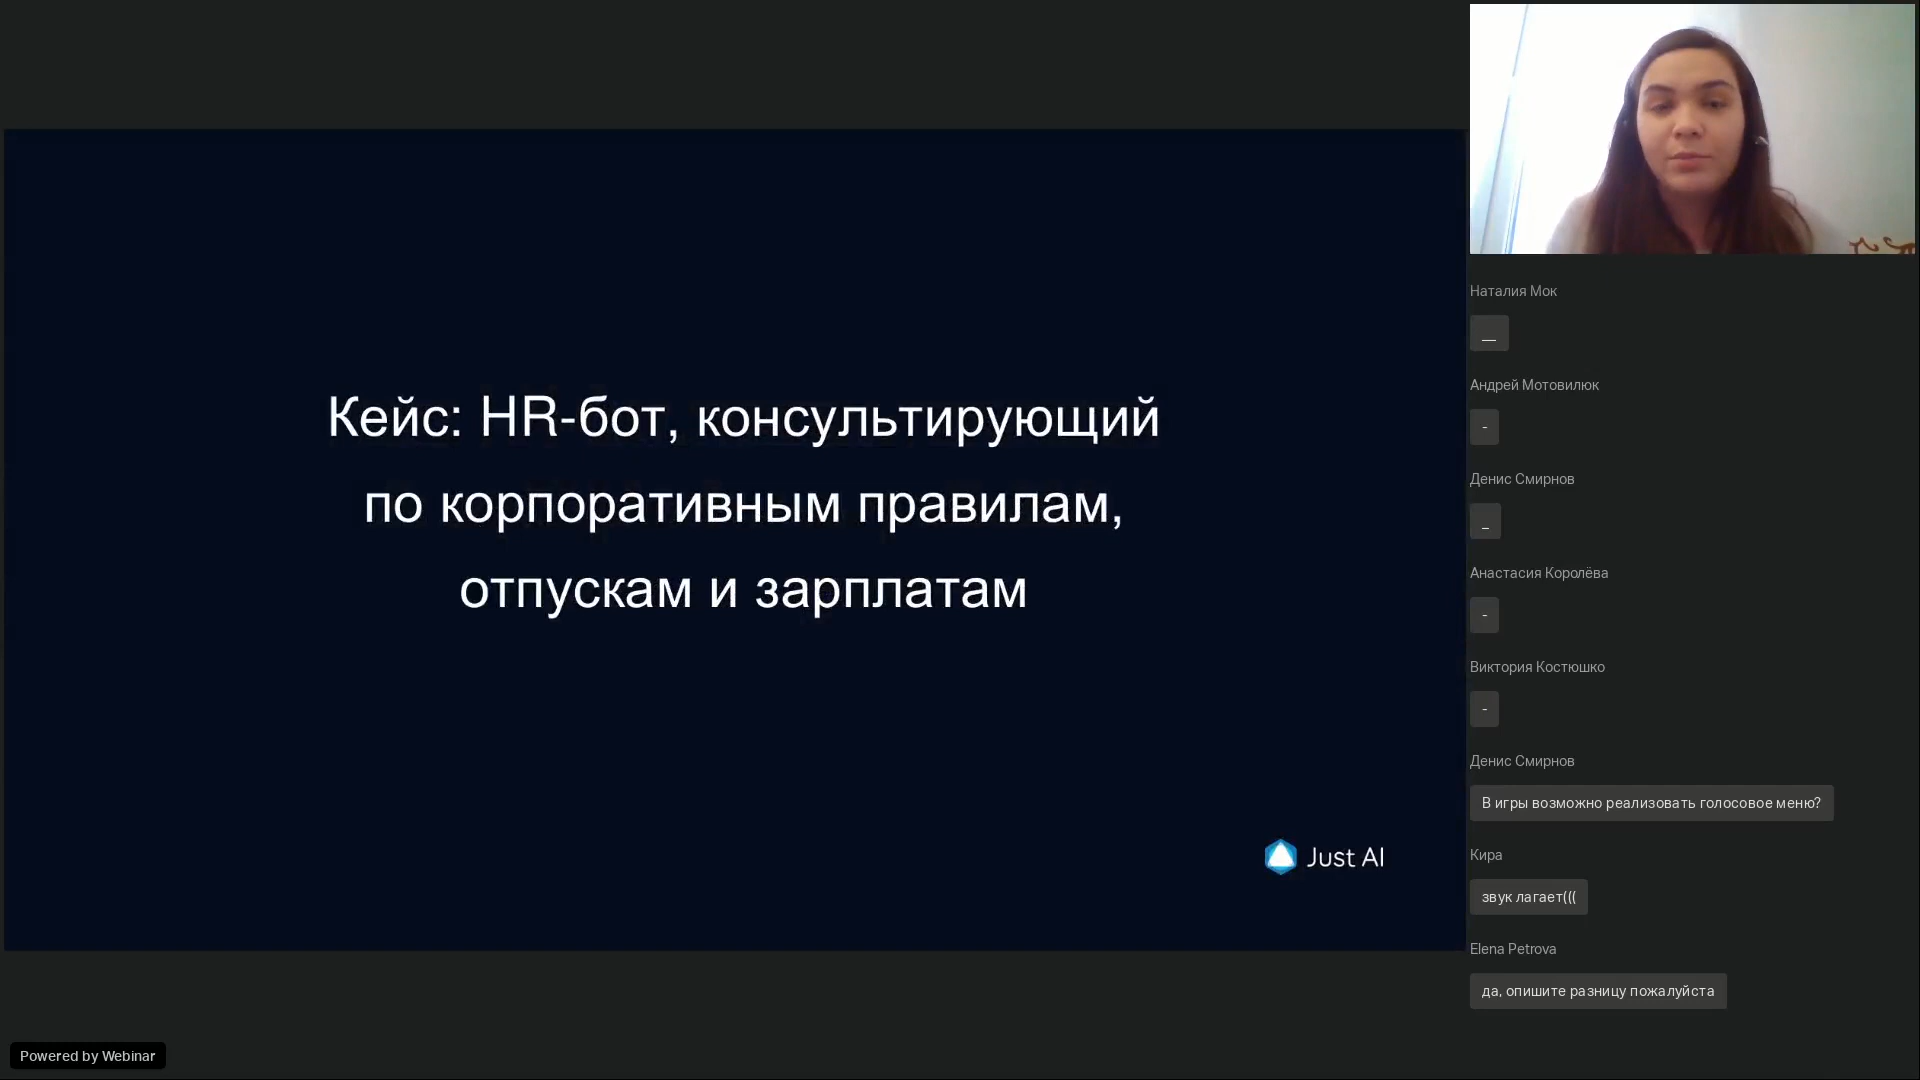 Кейс: HR-бот, консультирующий
по корпоративным правилам,
отпускам и зарплатам
Just AI
Наталия Мок
__
Андрей Мотовилюк
-
Денис Смирнов
_
Анастасия Королёва
-
Виктория Костюшко
-
Денис Смирнов
В игры возможно реализовать голосовое меню?
Кира
звук лагает(((
Elena Petrova
да, опишите разницу пожалуйста
Powered by Webinar